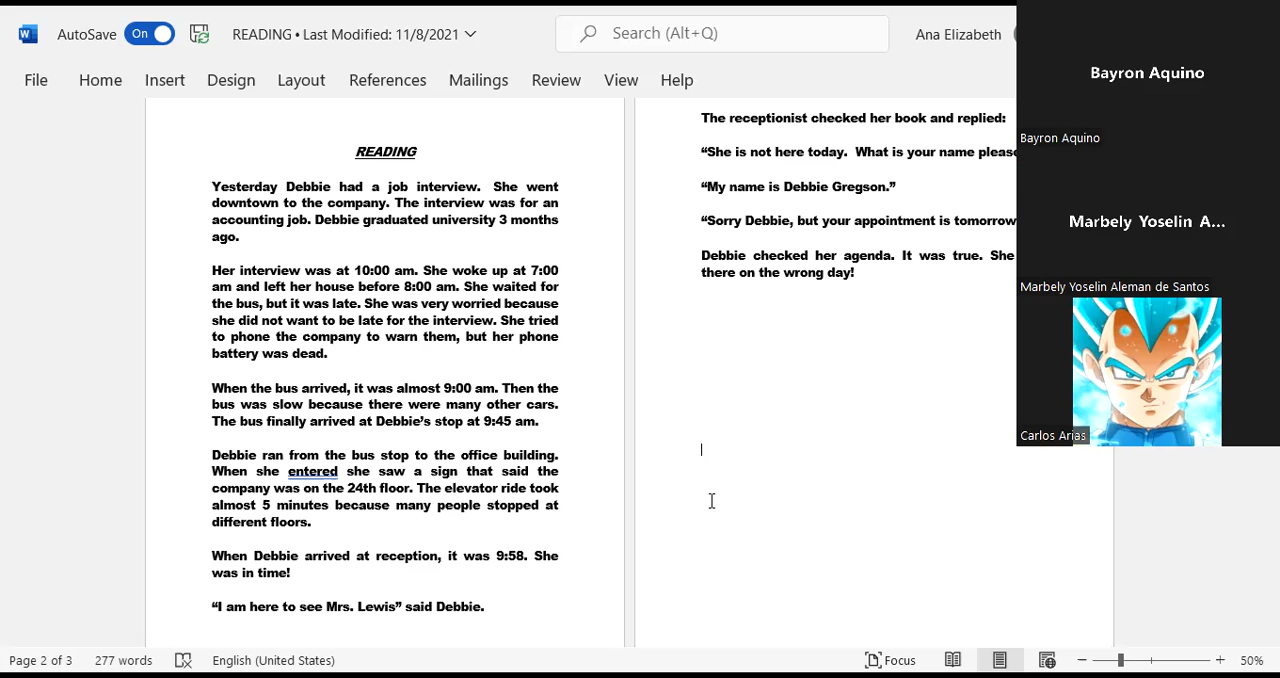 AutoSave On READING • Last Modified: 11/8/2021 Search (Alt+Q) Ana Elizabeth
File Home Insert Design Layout References Mailings Review View Help
READING
Yesterday Debbie had a job interview. She went
downtown to the company. The interview was for an
accounting job. Debbie graduated university 3 months
ago.
Her interview was at 10:00 am. She woke up at 7:00
am and left her house before 8:00 am. She waited for
the bus, but it was late. She was very worried because
she did not want to be late for the interview. She tried
to phone the company to warn them, but her phone
battery was dead.
When the bus arrived, it was almost 9:00 am. Then the
bus was slow because there were many other cars.
The bus finally arrived at Debbie’s stop at 9:45 am.
Debbie ran from the bus stop to the office building.
When she entered she saw a sign that said the
company was on the 24th floor. The elevator ride took
almost 5 minutes because many people stopped at
different floors.
When Debbie arrived at reception, it was 9:58. She
was in time!
“I am here to see Mrs. Lewis” said Debbie.
The receptionist checked her book and replied:
“She is not here today. What is your name please
“My name is Debbie Gregson.”
“Sorry Debbie, but your appointment is tomorrow
Debbie checked her agenda. It was true. She
there on the wrong day!
Bayron Aquino
Bayron Aquino
Marbely Yoselin A...
Marbely Yoselin Aleman de Santos
Carlos Arias
Page 2 of 3 277 words English (United States) Focus 50%